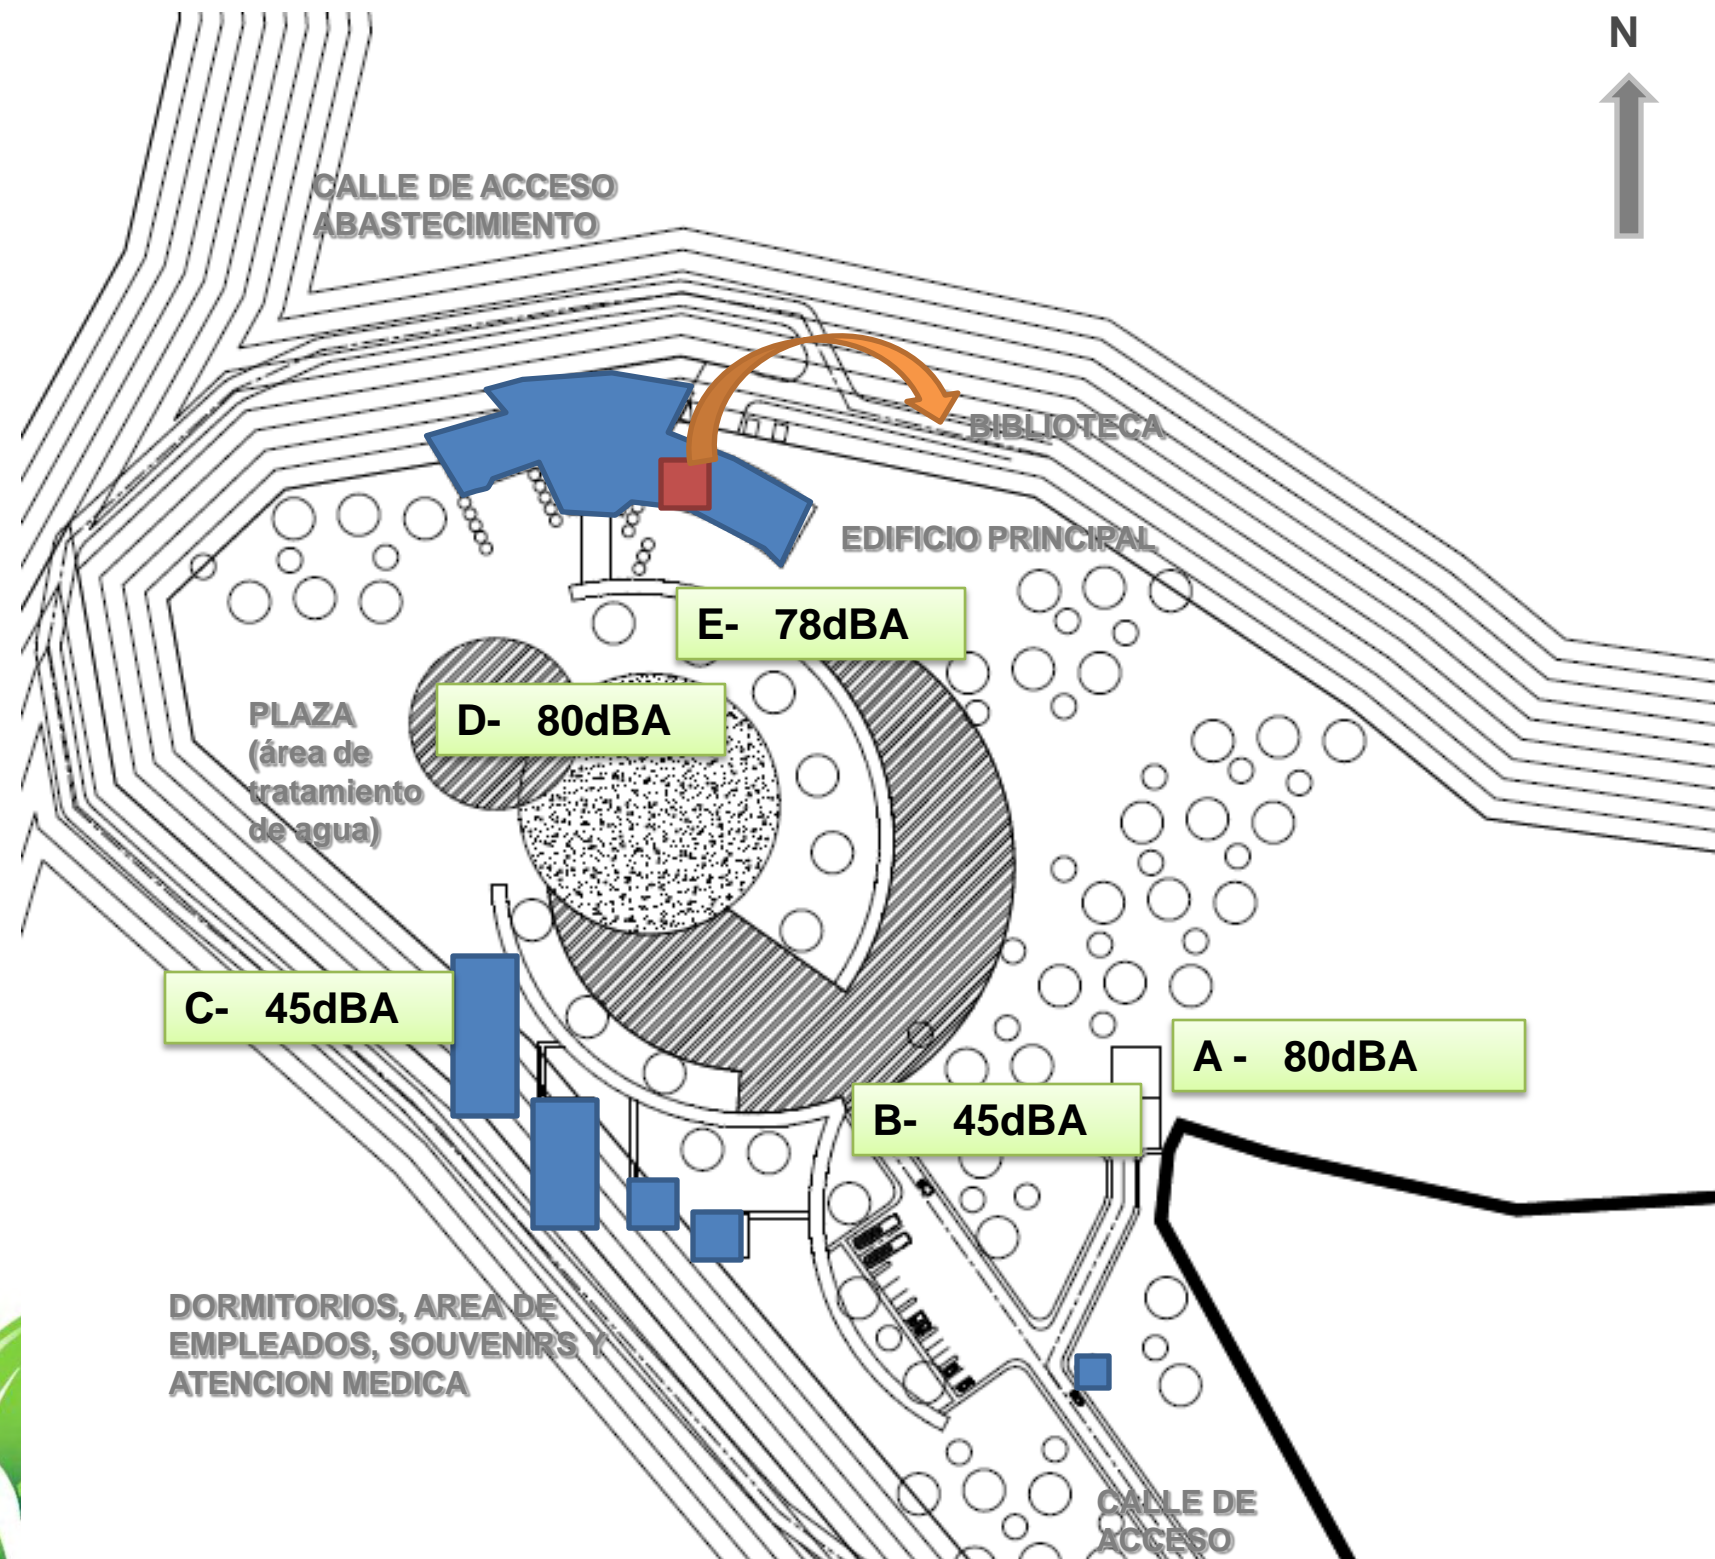 N
CALLE DE ACCESO
ABASTECIMIENTO
BIBLIOTECA
EDIFICIO PRINCIPAL
E- 78dBA
D- 80dBA
PLAZA
(área de
tratamiento
de agua)
C- 45dBA
A - 80dBA
B- 45dBA
DORMITORIOS, AREA DE
EMPLEADOS, SOUVENIRS Y
ATENCION MEDICA
CALLE DE
ACCESO